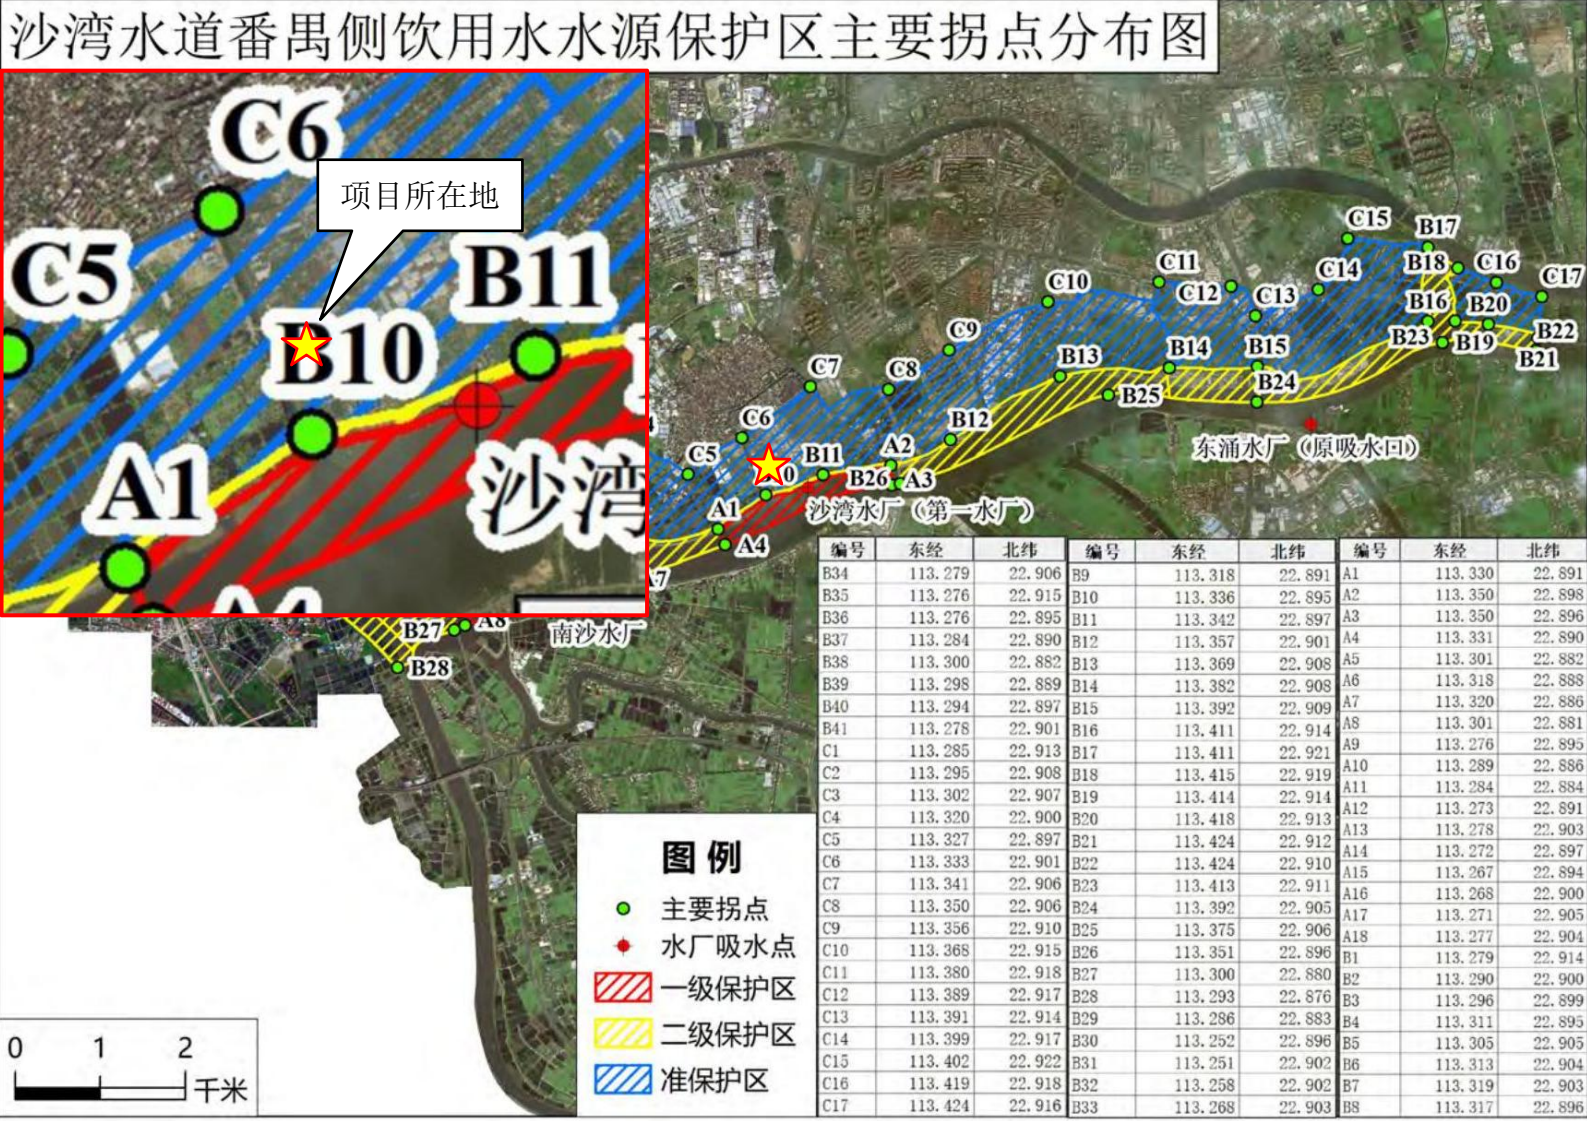 沙湾水道番禺侧饮用水水源保护区主要拐点分布图
C6
项目所在地
C5
B11
B10
A1
沙湾
A4
C15
B17
C11
B18
C16
C10
C12
C14
C17
C13
B16
B20
C9
B23
B19
B22
B21
B13
B14
B15
C7
C8
B25
B24
C6
B12
东涌水厂（原吸水口）
C5
B11
A2
B26
A3
A1
沙湾水厂（第一水厂）
A4
B27
A8
南沙水厂
B28
编号 东经 北纬
B34 113.279 22.906
B35 113.276 22.915
B36 113.276 22.895
B37 113.284 22.890
B38 113.300 22.882
B39 113.298 22.889
B40 113.294 22.897
B41 113.278 22.901
C1 113.285 22.913
C2 113.295 22.908
C3 113.302 22.907
C4 113.320 22.900
C5 113.327 22.897
C6 113.333 22.901
C7 113.341 22.906
C8 113.350 22.906
C9 113.356 22.910
C10 113.368 22.915
C11 113.380 22.918
C12 113.389 22.917
C13 113.391 22.914
C14 113.399 22.917
C15 113.402 22.922
C16 113.419 22.918
C17 113.424 22.916
编号 东经 北纬
B9 113.318 22.891
B10 113.336 22.895
B11 113.342 22.897
B12 113.357 22.901
B13 113.369 22.908
B14 113.382 22.908
B15 113.392 22.909
B16 113.411 22.914
B17 113.411 22.921
B18 113.415 22.919
B19 113.414 22.914
B20 113.418 22.913
B21 113.424 22.912
B22 113.424 22.910
B23 113.413 22.911
B24 113.392 22.905
B25 113.375 22.906
B26 113.351 22.896
B27 113.300 22.880
B28 113.293 22.876
B29 113.286 22.883
B30 113.252 22.896
B31 113.251 22.902
B32 113.258 22.902
B33 113.268 22.903
编号 东经 北纬
A1 113.330 22.891
A2 113.350 22.898
A3 113.350 22.896
A4 113.331 22.890
A5 113.301 22.882
A6 113.318 22.888
A7 113.320 22.886
A8 113.301 22.881
A9 113.276 22.895
A10 113.289 22.886
A11 113.284 22.884
A12 113.273 22.891
A13 113.278 22.903
A14 113.272 22.897
A15 113.267 22.894
A16 113.268 22.900
A17 113.271 22.905
A18 113.277 22.904
B1 113.279 22.914
B2 113.290 22.900
B3 113.296 22.899
B4 113.311 22.895
B5 113.305 22.905
B6 113.313 22.904
B7 113.319 22.903
B8 113.317 22.896
图例
主要拐点
水厂吸水点
一级保护区
二级保护区
准保护区
0 1 2
千米